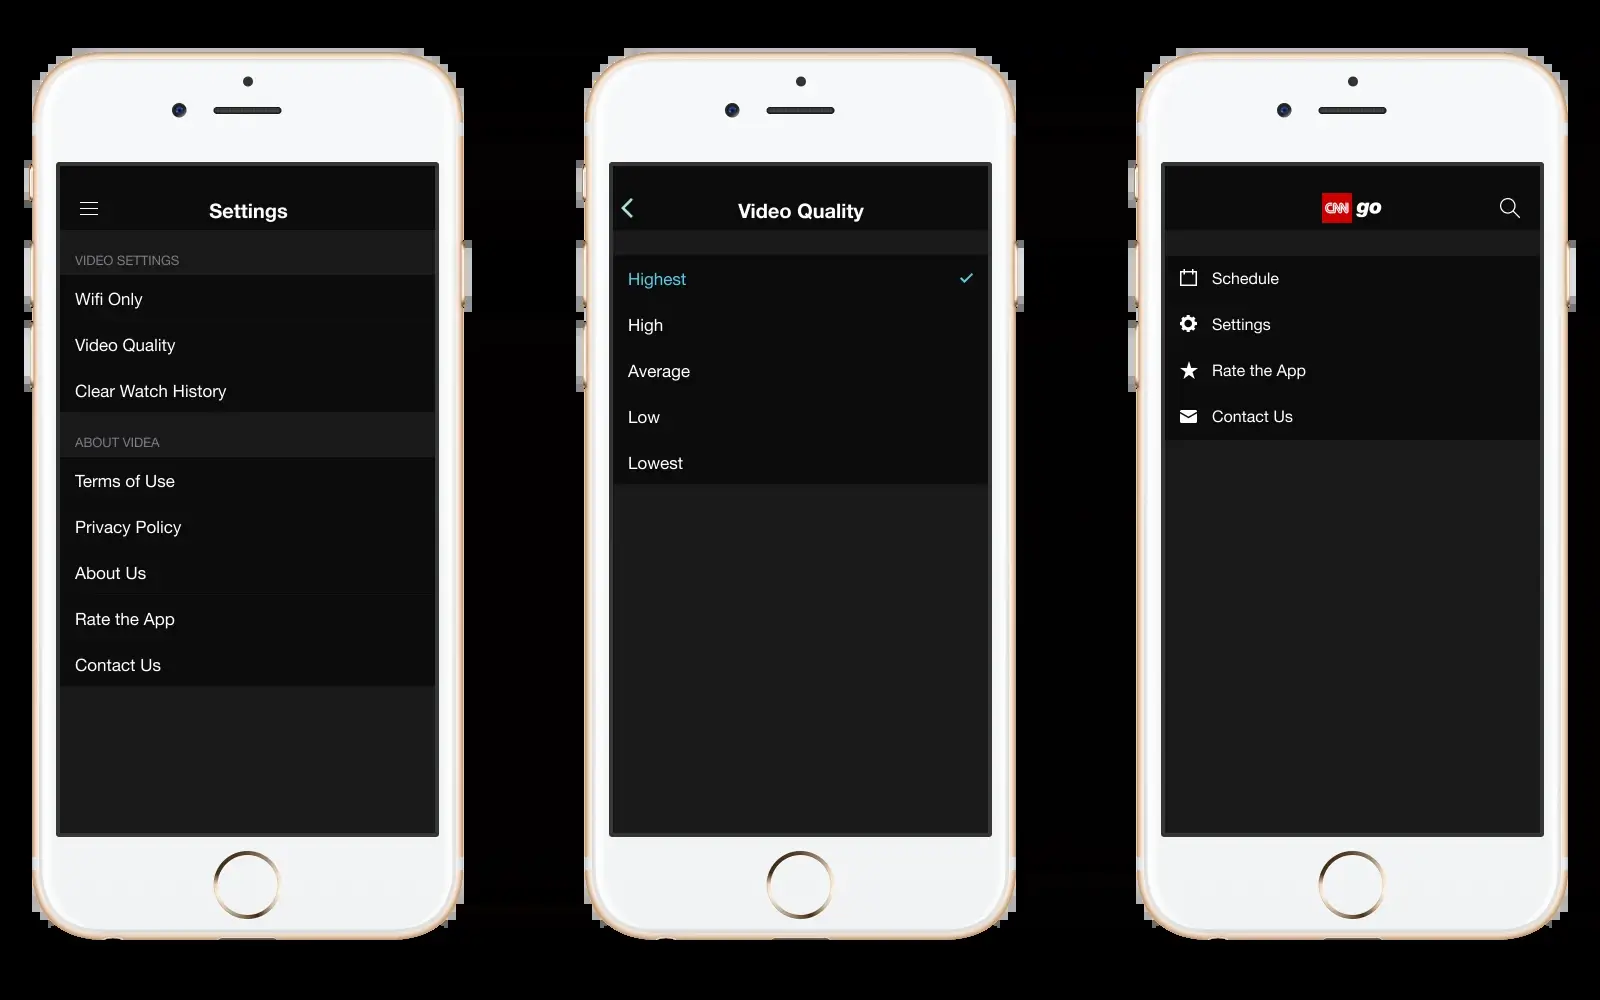 Settings
VIDEO SETTINGS
Wifi Only
Video Quality
Clear Watch History
ABOUT VIDEA
Terms of Use
Privacy Policy
About Us
Rate the App
Contact Us
Video Quality
Highest
High
Average
Low
Lowest
CNN go
Schedule
Settings
Rate the App
Contact Us